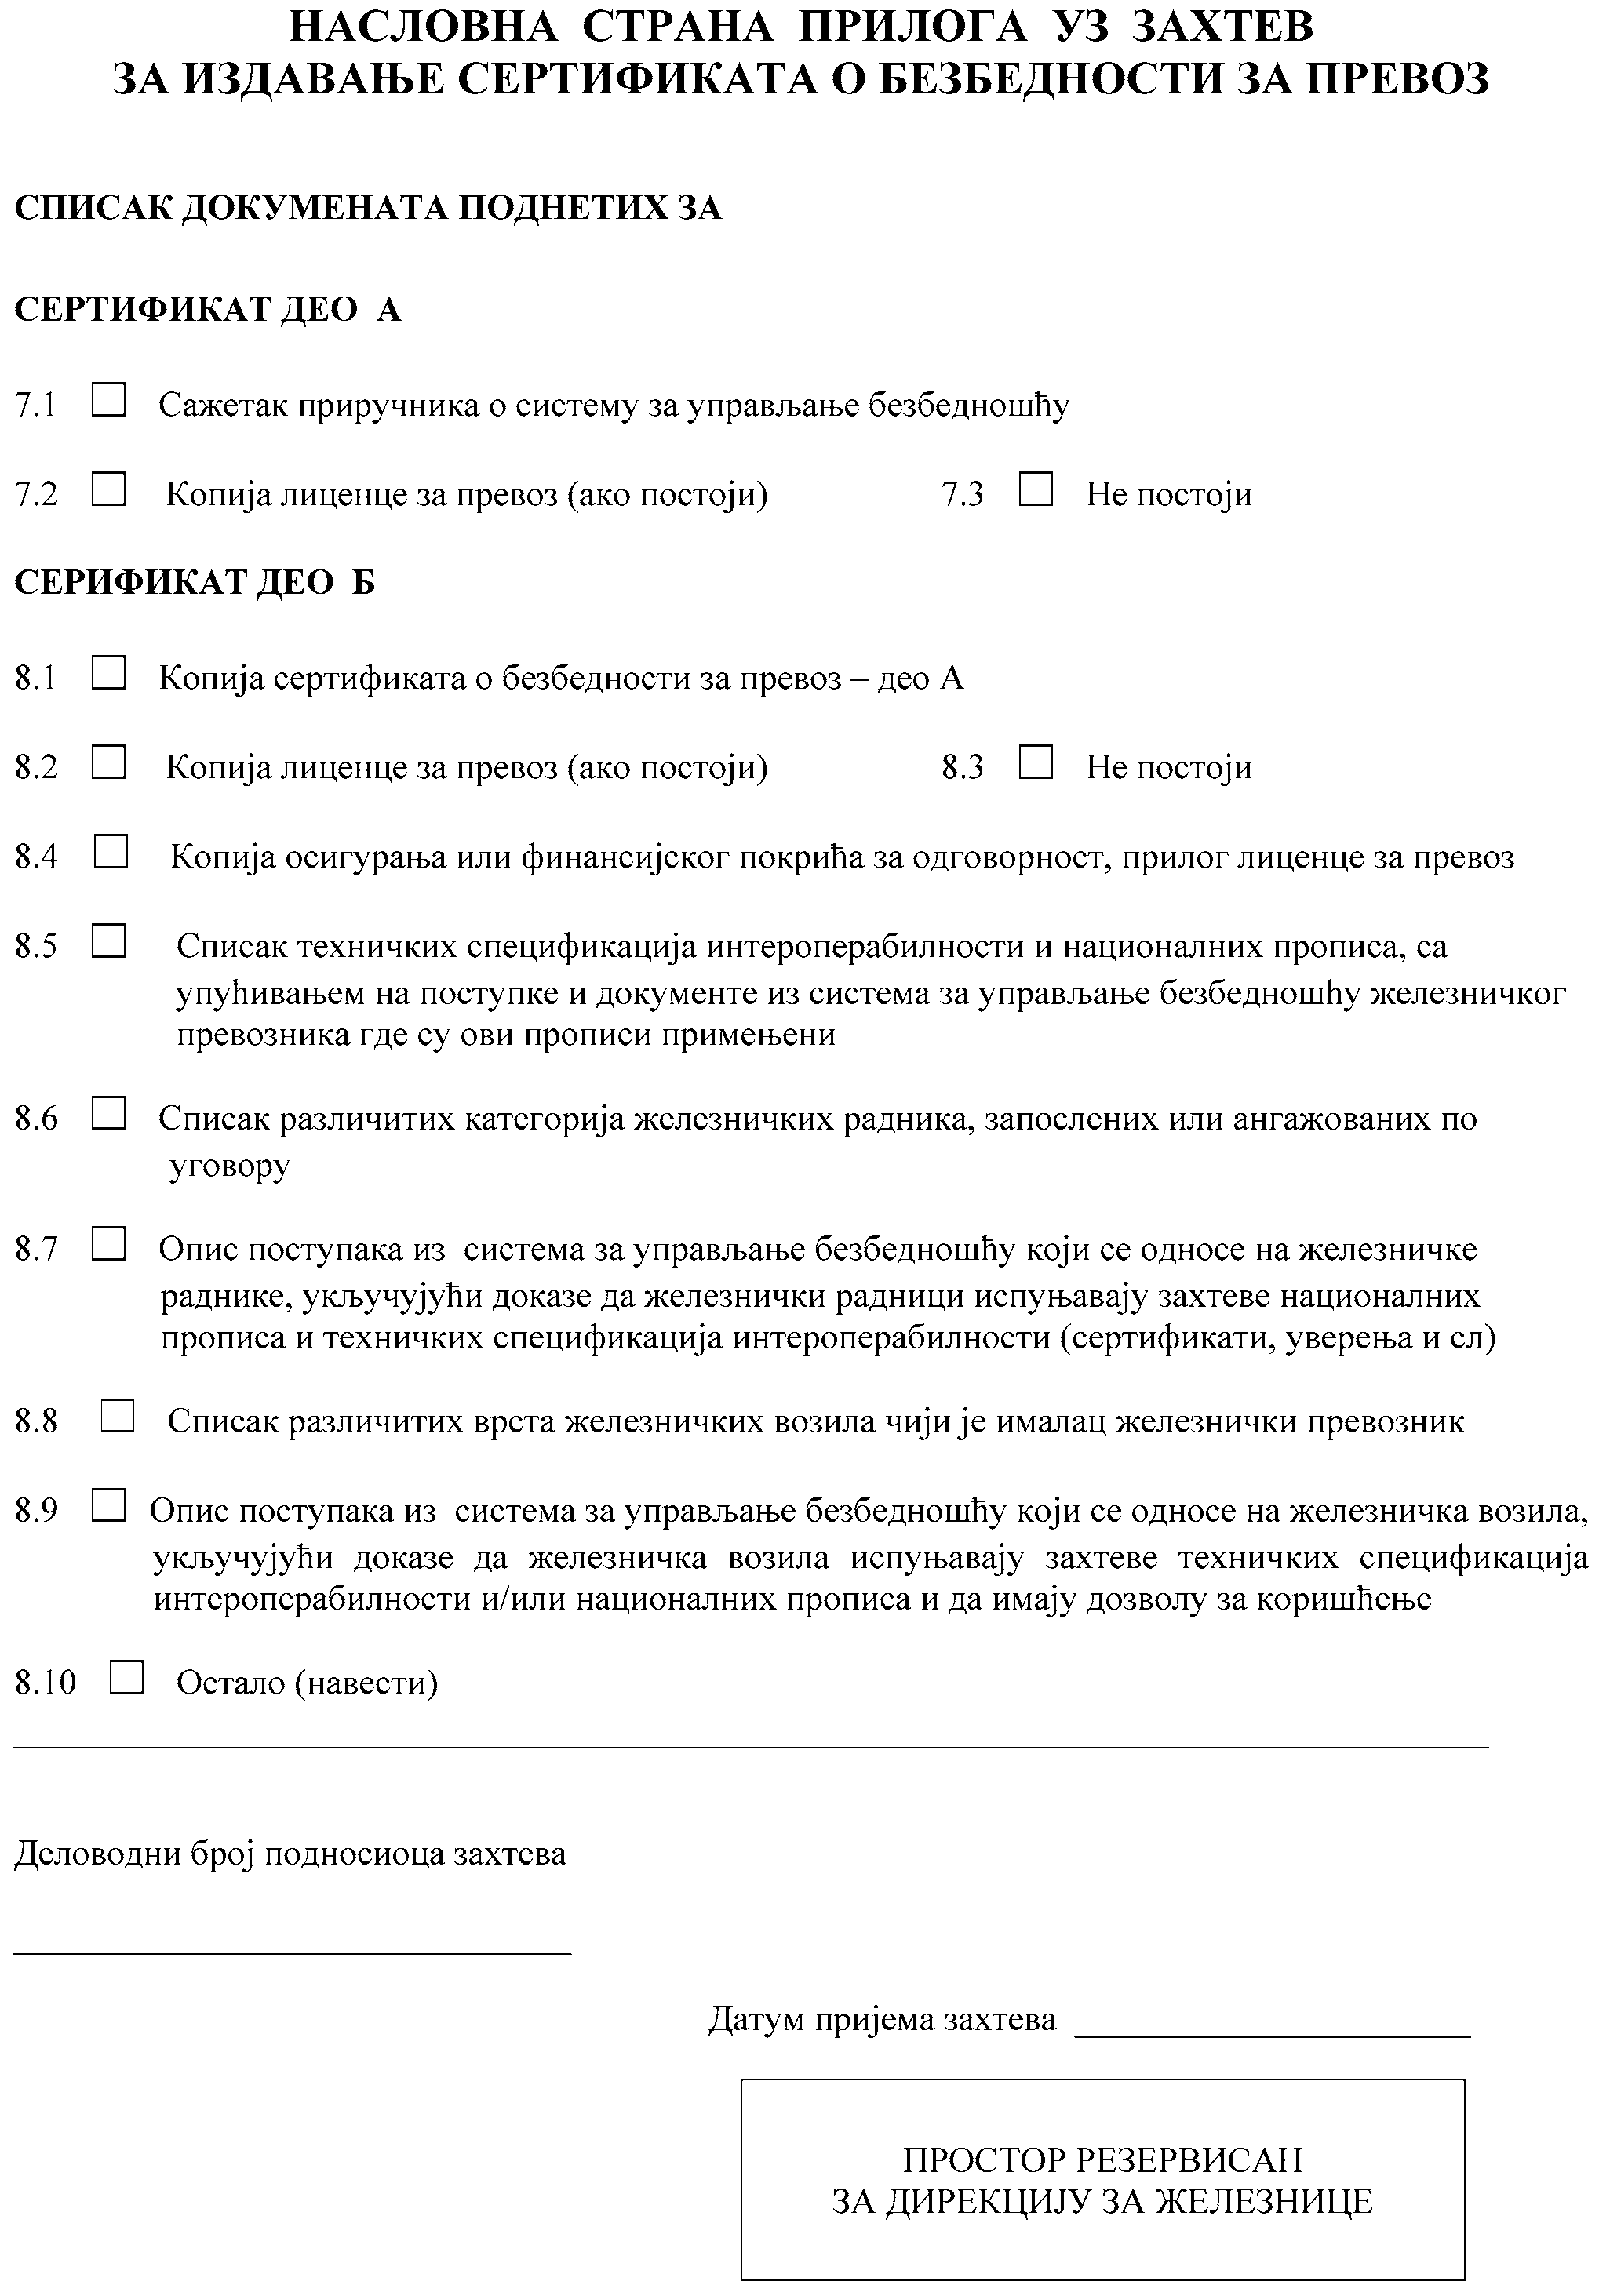 НАСЛОВНА СТРАНА ПРИЛОГА УЗ ЗАХТЕВ
ЗА ИЗДАВАЊЕ СЕРТИФИКАТА О БЕЗБЕДНОСТИ ЗА ПРЕВОЗ
СПИСАК ДОКУМЕНАТА ПОДНЕТИХ ЗА
СЕРТИФИКАТ ДЕО А
7.1 ☐ Сажетак приручника о систему за управљање безбедношћу
7.2 ☐ Копија лиценце за превоз (ако постоји) 7.3 ☐ Не постоји
СЕРИФИКАТ ДЕО Б
8.1 ☐ Копија сертификата о безбедности за превоз – део А
8.2 ☐ Копија лиценце за превоз (ако постоји) 8.3 ☐ Не постоји
8.4 ☐ Копија осигурања или финансијског покрића за одговорност, прилог лиценце за превоз
8.5 ☐ Списак техничких спецификација интероперабилности и националних прописа, са
упућивањем на поступке и документе из система за управљање безбедношћу железничког
превозника где су ови прописи примењени
8.6 ☐ Списак различитих категорија железничких радника, запослених или ангажованих по
уговору
8.7 ☐ Опис поступака из система за управљање безбедношћу који се односе на железничке
раднике, укључујући доказе да железнички радници испуњавају захтеве националних
прописа и техничких спецификација интероперабилности (сертификати, уверења и сл)
8.8 ☐ Списак различитих врста железничких возила чији је ималац железнички превозник
8.9 ☐ Опис поступака из система за управљање безбедношћу који се односе на железничка возила,
укључујући доказе да железничка возила испуњавају захтеве техничких спецификација
интероперабилности и/или националних прописа и да имају дозволу за коришћење
8.10 ☐ Остало (навести)
Деловодни број подносиоца захтева
Датум пријема захтева
ПРОСТОР РЕЗЕРВИСАН
ЗА ДИРЕКЦИЈУ ЗА ЖЕЛЕЗНИЦЕ